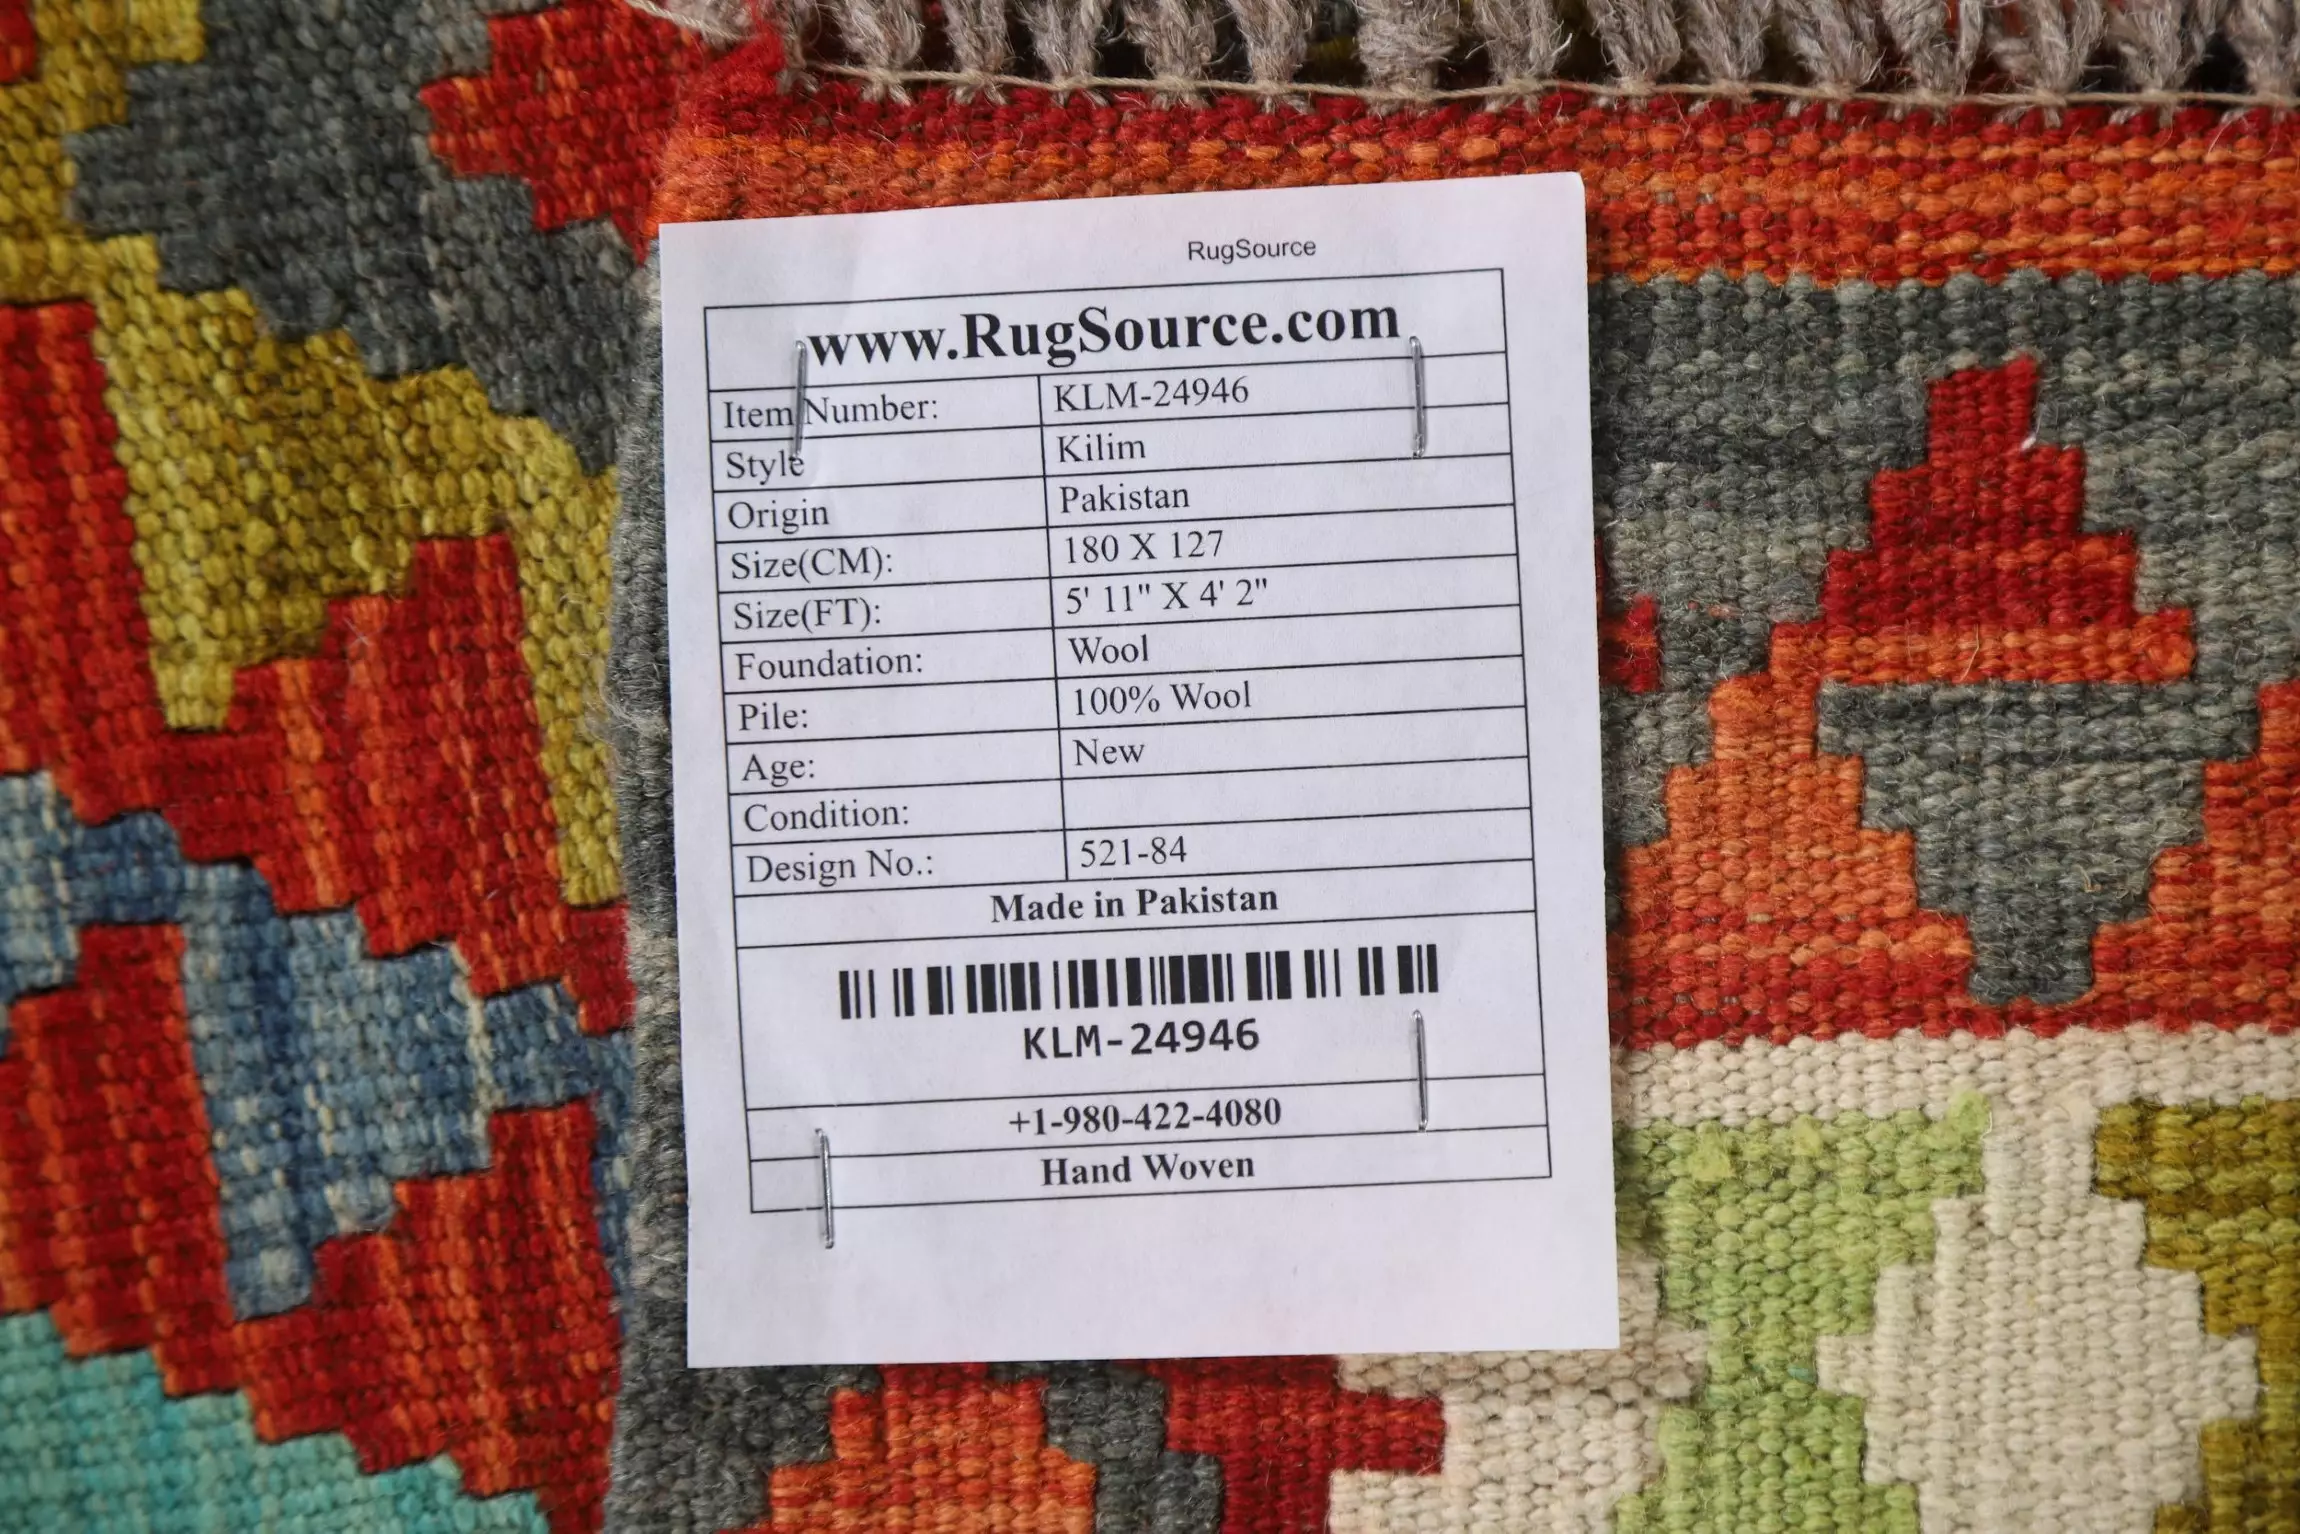 RugSource
www.RugSource.com
Item Number: KLM-24946
Style Kilim
Origin Pakistan
Size(CM): 180 X 127
Size(FT): 5' 11" X 4' 2"
Foundation: Wool
Pile: 100% Wool
Age: New
Condition:
Design No.: 521-84
Made in Pakistan
KLM-24946
+1-980-422-4080
Hand Woven